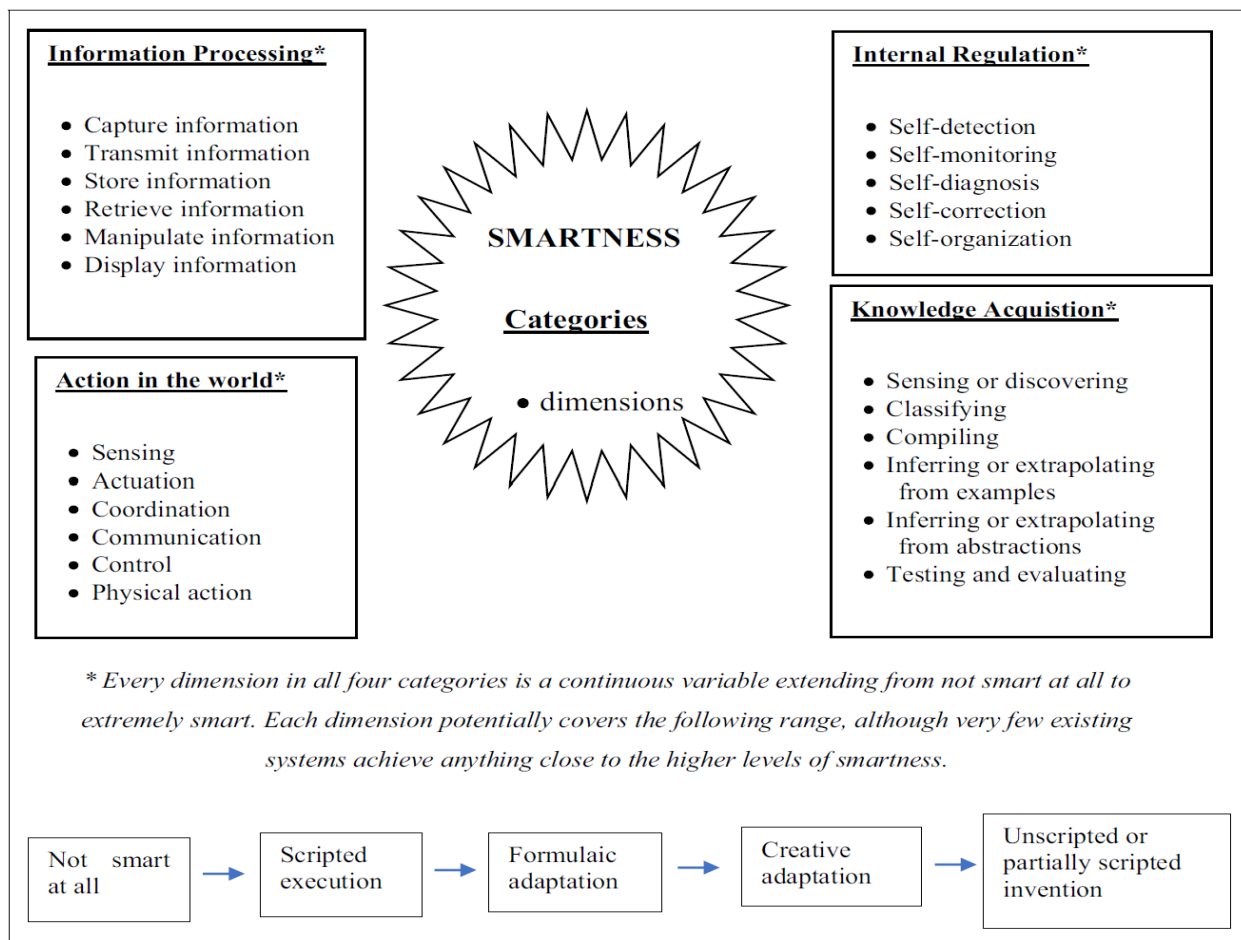 Information Processing*
• Capture information
• Transmit information
• Store information
• Retrieve information
• Manipulate information
• Display information
Action in the world*
• Sensing
• Actuation
• Coordination
• Communication
• Control
• Physical action
SMARTNESS
Categories
• dimensions
Internal Regulation*
• Self-detection
• Self-monitoring
• Self-diagnosis
• Self-correction
• Self-organization
Knowledge Acquistion*
• Sensing or discovering
• Classifying
• Compiling
• Inferring or extrapolating
from examples
• Inferring or extrapolating
from abstractions
• Testing and evaluating
* Every dimension in all four categories is a continuous variable extending from not smart at all to
extremely smart. Each dimension potentially covers the following range, although very few existing
systems achieve anything close to the higher levels of smartness.
Not smart
at all
Scripted
execution
Formulaic
adaptation
Creative
adaptation
Unscripted or
partially scripted
invention